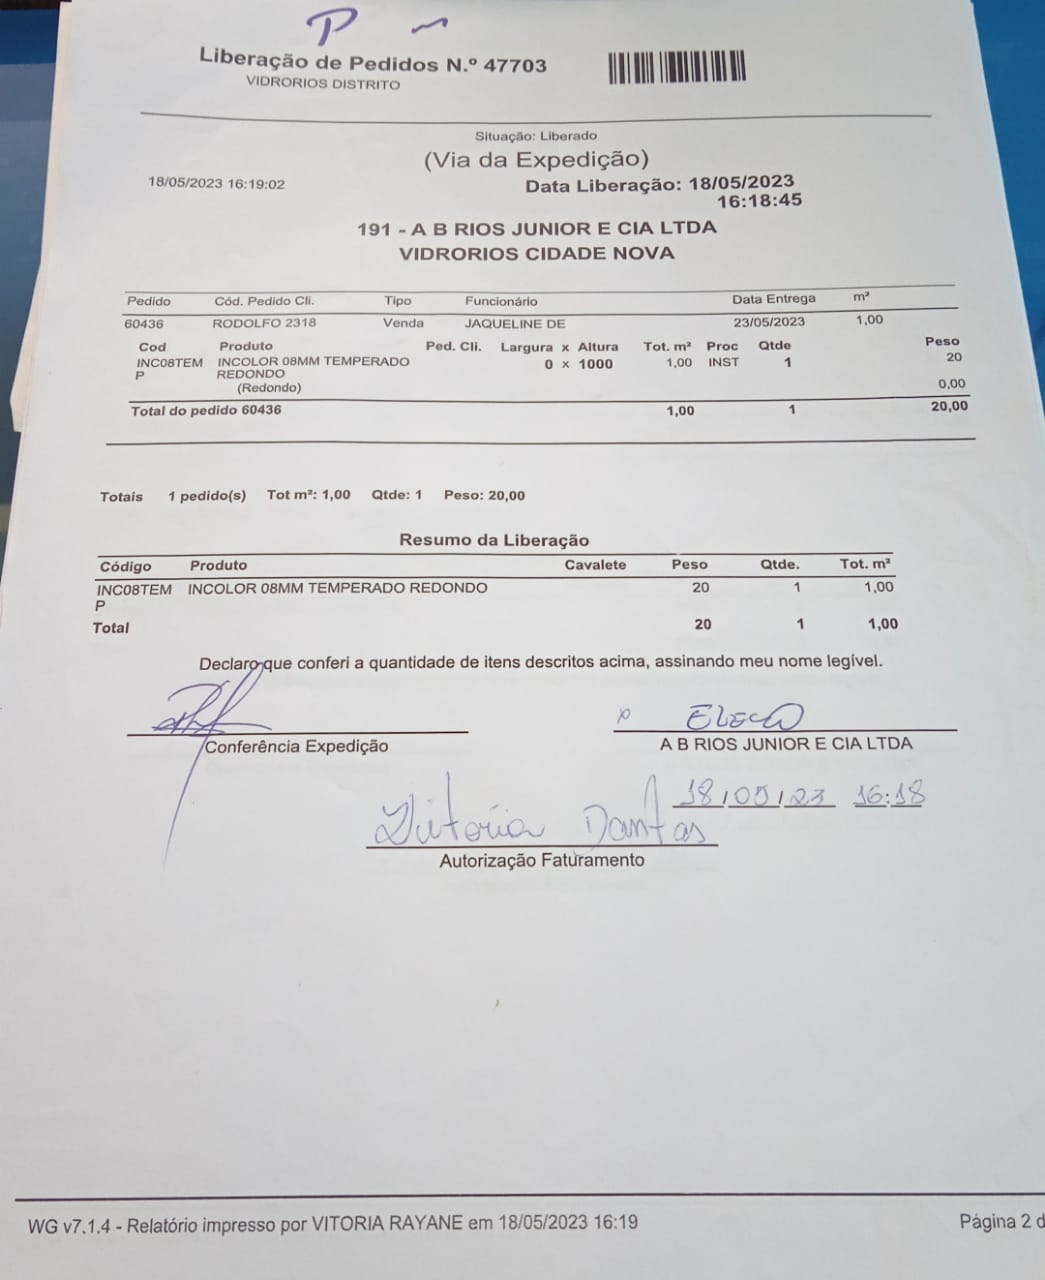 P
Liberação de Pedidos N.º 47703
VIDRORIOS DISTRITO
Situação: Liberado
(Via da Expedição)
18/05/2023 16:19:02
Data Liberação: 18/05/2023
16:18:45
191 - A B RIOS JUNIOR E CIA LTDA
VIDRORIOS CIDADE NOVA
Pedido Cód. Pedido Cli. Tipo Funcionário Data Entrega m²
60436 RODOLFO 2318 Venda JAQUELINE DE 23/05/2023 1,00
Cod Produto Ped. Cli. Largura x Altura Tot. m² Proc Qtde Peso
INC08TEM INCOLOR 08MM TEMPERADO 0 x 1000 1,00 INST 1 20
P REDONDO
(Redondo) 0,00
Total do pedido 60436 1,00 1 20,00
Totais 1 pedido(s) Tot m²: 1,00 Qtde: 1 Peso: 20,00
Resumo da Liberação
Código Produto Cavalete Peso Qtde. Tot. m²
INC08TEM INCOLOR 08MM TEMPERADO REDONDO 20 1 1,00
P
Total 20 1 1,00
Declaro que conferi a quantidade de itens descritos acima, assinando meu nome legível.
Conferência Expedição
A B RIOS JUNIOR E CIA LTDA
18/05/23 16:18
Vitória Dantas
Autorização Faturamento
WG v7.1.4 - Relatório impresso por VITORIA RAYANE em 18/05/2023 16:19
Página 2 d